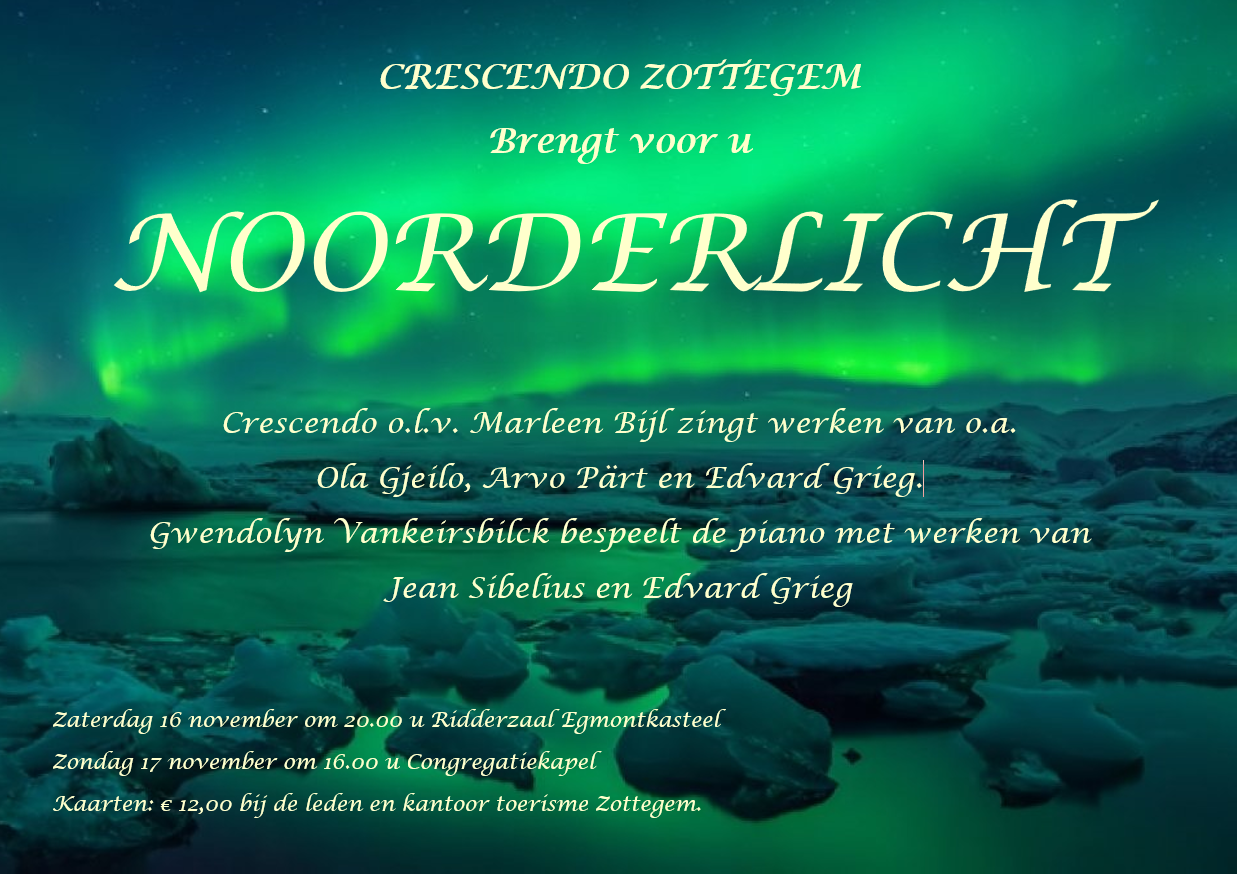 CRESCENDO ZOTTEGEM
Brengt voor u
NOORDERLICHT
Crescendo o.l.v. Marleen Bijl zingt werken van o.a.
Ola Gjeilo, Arvo Pärt en Edvard Grieg.
Gwendolyn Vankeirsbilck bespeelt de piano met werken van
Jean Sibelius en Edvard Grieg
Zaterdag 16 november om 20.00 u Ridderzaal Egmontkasteel
Zondag 17 november om 16.00 u Congregatiekapel
Kaarten: € 12,00 bij de leden en kantoor toerisme Zottegem.